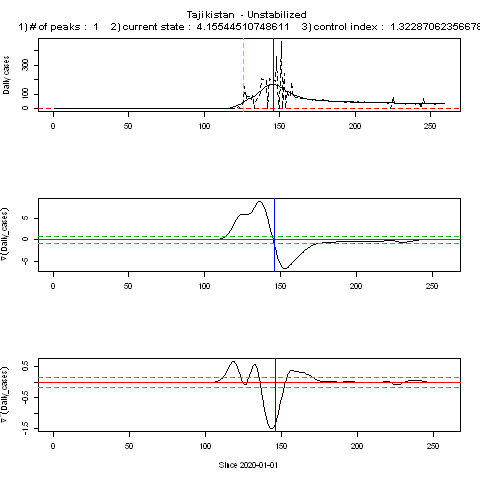 Tajikistan - Unstabilized
1) # of peaks : 1 2) current state : 4.15544510748611 3) control index : 1.32287062356678
Daily cases
300
100
0
0 50 100 150 200 250
∇(Daily_cases)
5
0
-5
0 50 100 150 200 250
∇(Daily_cases)
0.5
-0.5
-1.5
0 50 100 150 200 250
Since 2020-01-01